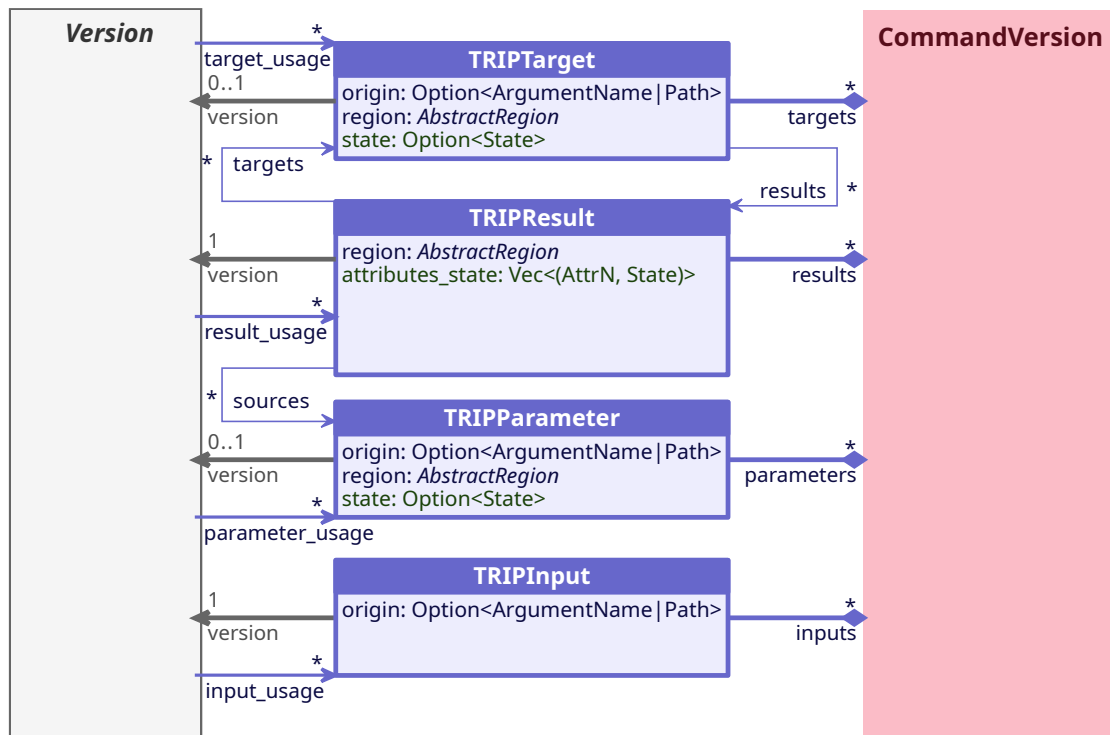 Version
CommandVersion
*
target_usage
TRIPTarget
0..1
version
origin: Option<ArgumentName|Path>
region: AbstractRegion
state: Option<State>
*
targets
* targets
results *
TRIPResult
1
version
region: AbstractRegion
attributes_state: Vec<(AttrN, State)>
*
results
*
result_usage
* sources
TRIPParameter
0..1
version
origin: Option<ArgumentName|Path>
region: AbstractRegion
state: Option<State>
*
parameters
*
parameter_usage
TRIPInput
1
version
origin: Option<ArgumentName|Path>
*
inputs
*
input_usage